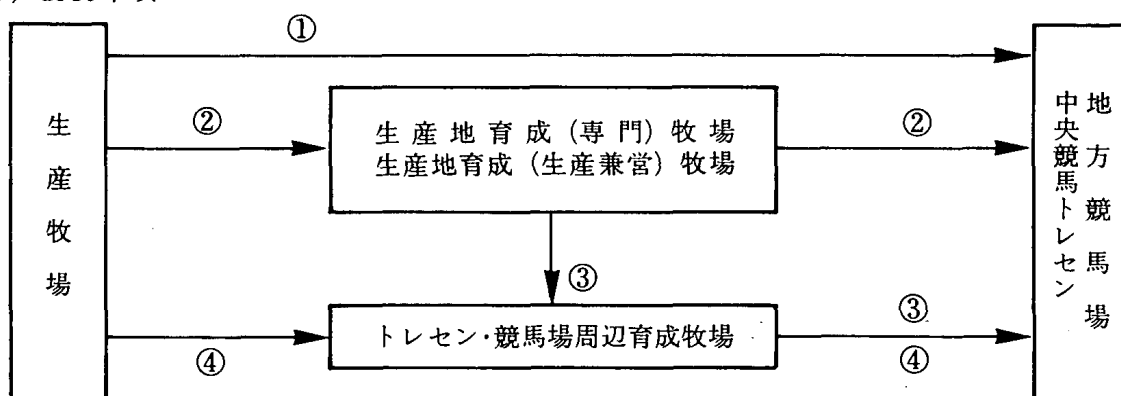 ①
生産牧場
②
生産地育成（専門）牧場
生産地育成（生産兼営）牧場
②
地方競馬場
中央競馬トレセン
③
トレセン・競馬場周辺育成牧場
③
④
④